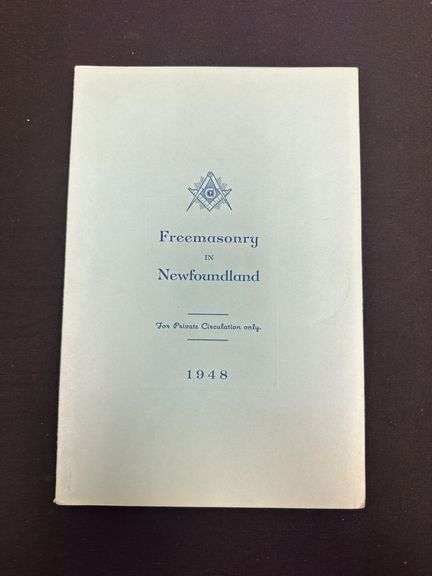 Freemasonry
IN
Newfoundland
For Private Circulation only.
1948